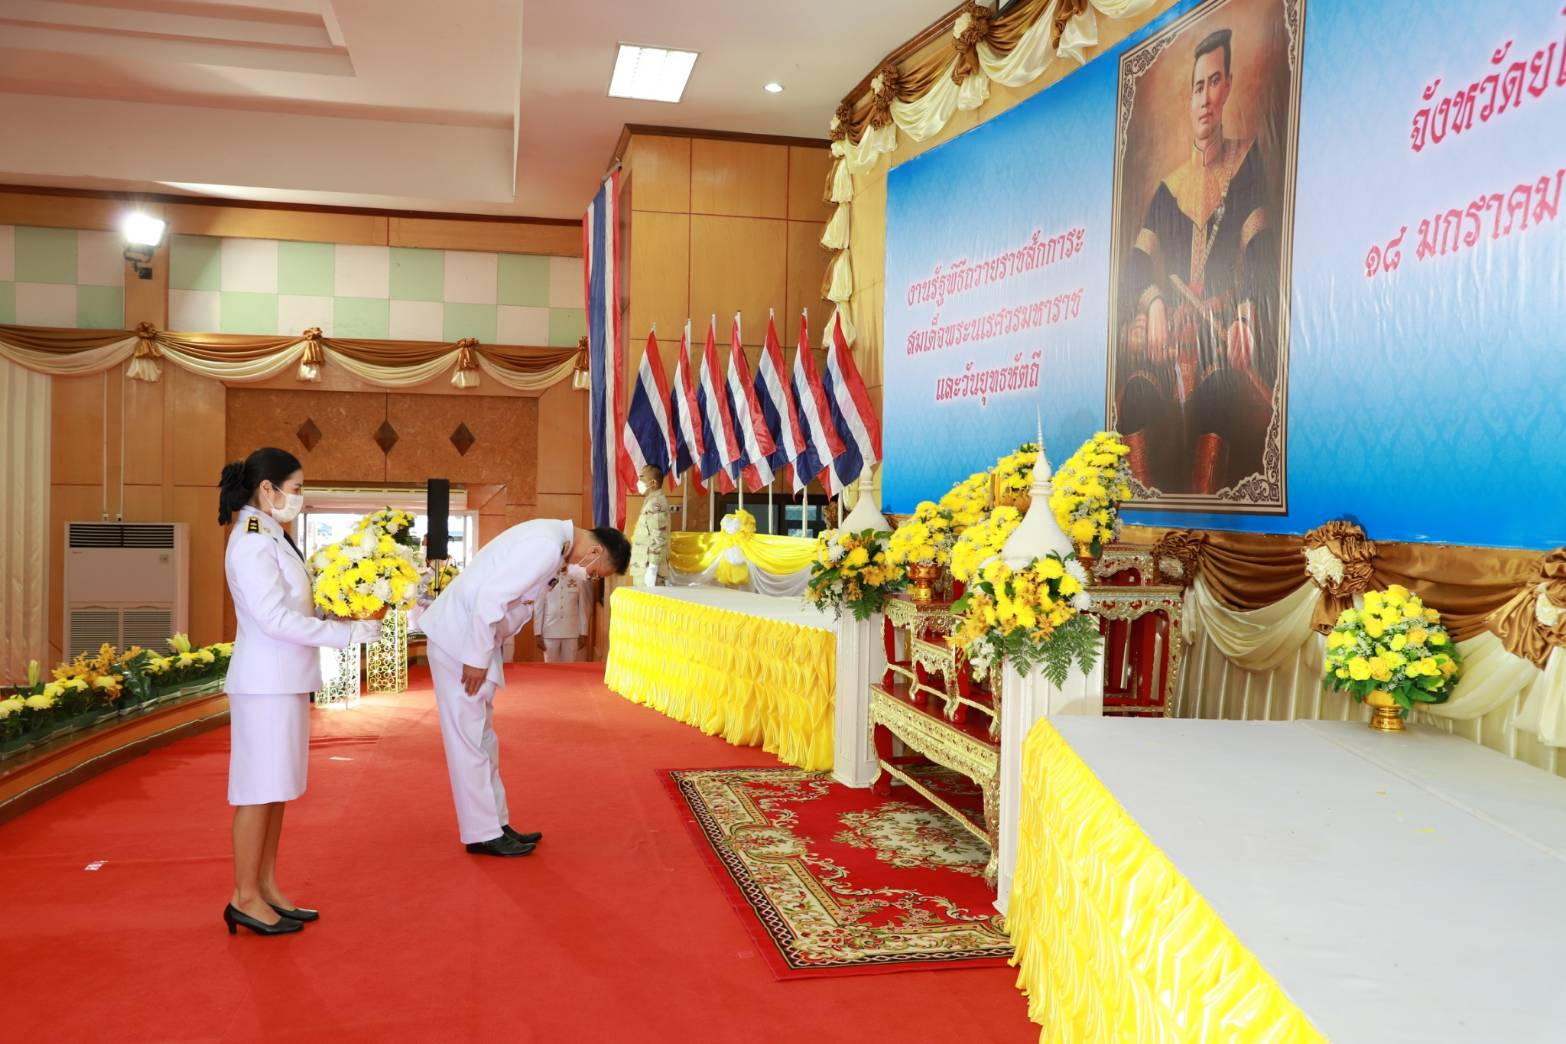 งานรัฐพิธีถวายราชสักการะ
สมเด็จพระนเรศวรมหาราช
และวันยุทธหัตถี
จังหวัดยโ
๑๘ มกราคม